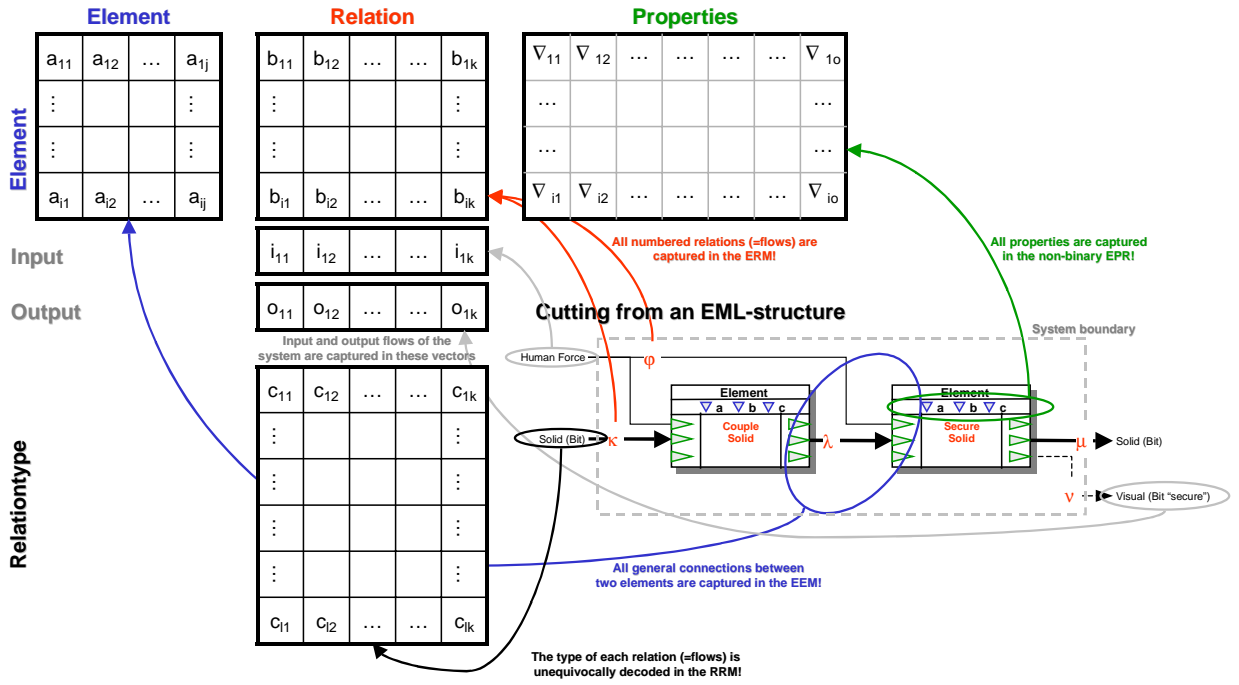 Element Relation Properties
Element
a11 a12 … a1j
⋮ ⋮
⋮ ⋮
ai1 ai2 … aij
b11 b12 … … b1k
⋮ ⋮
⋮ ⋮
bi1 bi2 … … bik
∇11 ∇12 … … … … ∇1o
… …
… …
∇i1 ∇i2 … … … … ∇io
Input
i11 i12 … … i1k
Output
o11 o12 … … o1k
Input and output flows of the
system are captured in these vectors
Relationtype
c11 c12 … … c1k
⋮ ⋮
⋮ ⋮
⋮ ⋮
⋮ ⋮
cl1 cl2 … … clk
All numbered relations (=flows) are
captured in the ERM!
All properties are captured
in the non-binary EPR!
Cutting from an EML-structure
System boundary
Human Force φ
Element
▽ a ▽ b ▽ c
Couple
Solid
Element
▽ a ▽ b ▽ c
Secure
Solid
Solid (Bit) κ λ μ Solid (Bit)
ν Visual (Bit “secure”)
All general connections between
two elements are captured in the EEM!
The type of each relation (=flows) is
unequivocally decoded in the RRM!